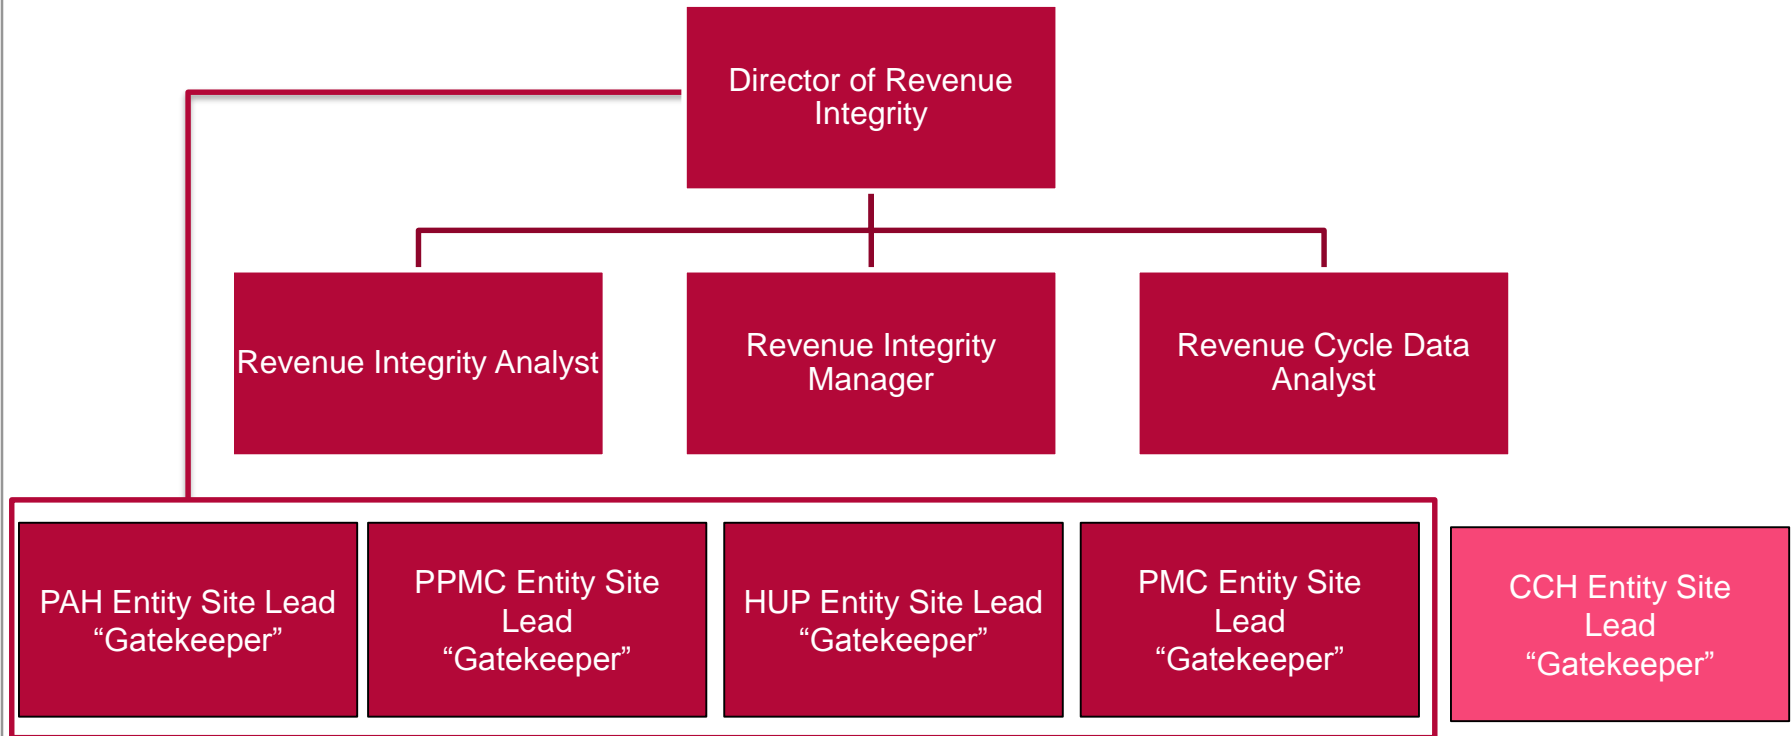 Director of Revenue
Integrity
Revenue Integrity Analyst
Revenue Integrity
Manager
Revenue Cycle Data
Analyst
PAH Entity Site Lead
“Gatekeeper”
PPMC Entity Site
Lead
“Gatekeeper”
HUP Entity Site Lead
“Gatekeeper”
PMC Entity Site
Lead
“Gatekeeper”
CCH Entity Site
Lead
“Gatekeeper”